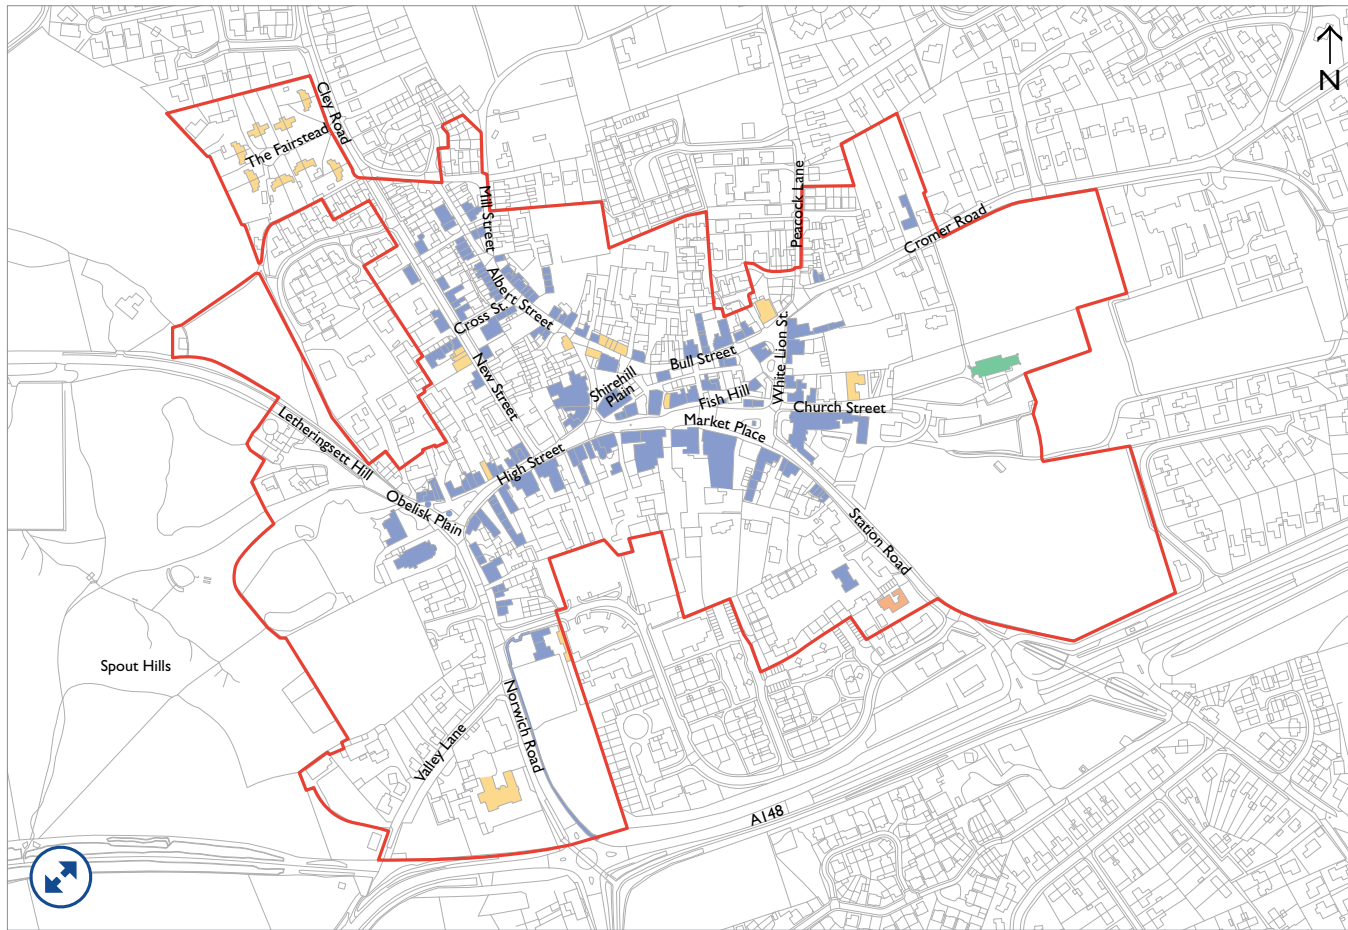 N
Cley Road
The Fairstead
Mill Street
Peacock Lane
Cromer Road
Albert Street
Cross St.
White Lion St.
Bull Street
New Street
Shirehill
Plain
Fish Hill
Church Street
Market Place
Letheringsett Hill
High Street
Obelisk Plain
Station Road
Spout Hills
Norwich Road
Valley Lane
A148